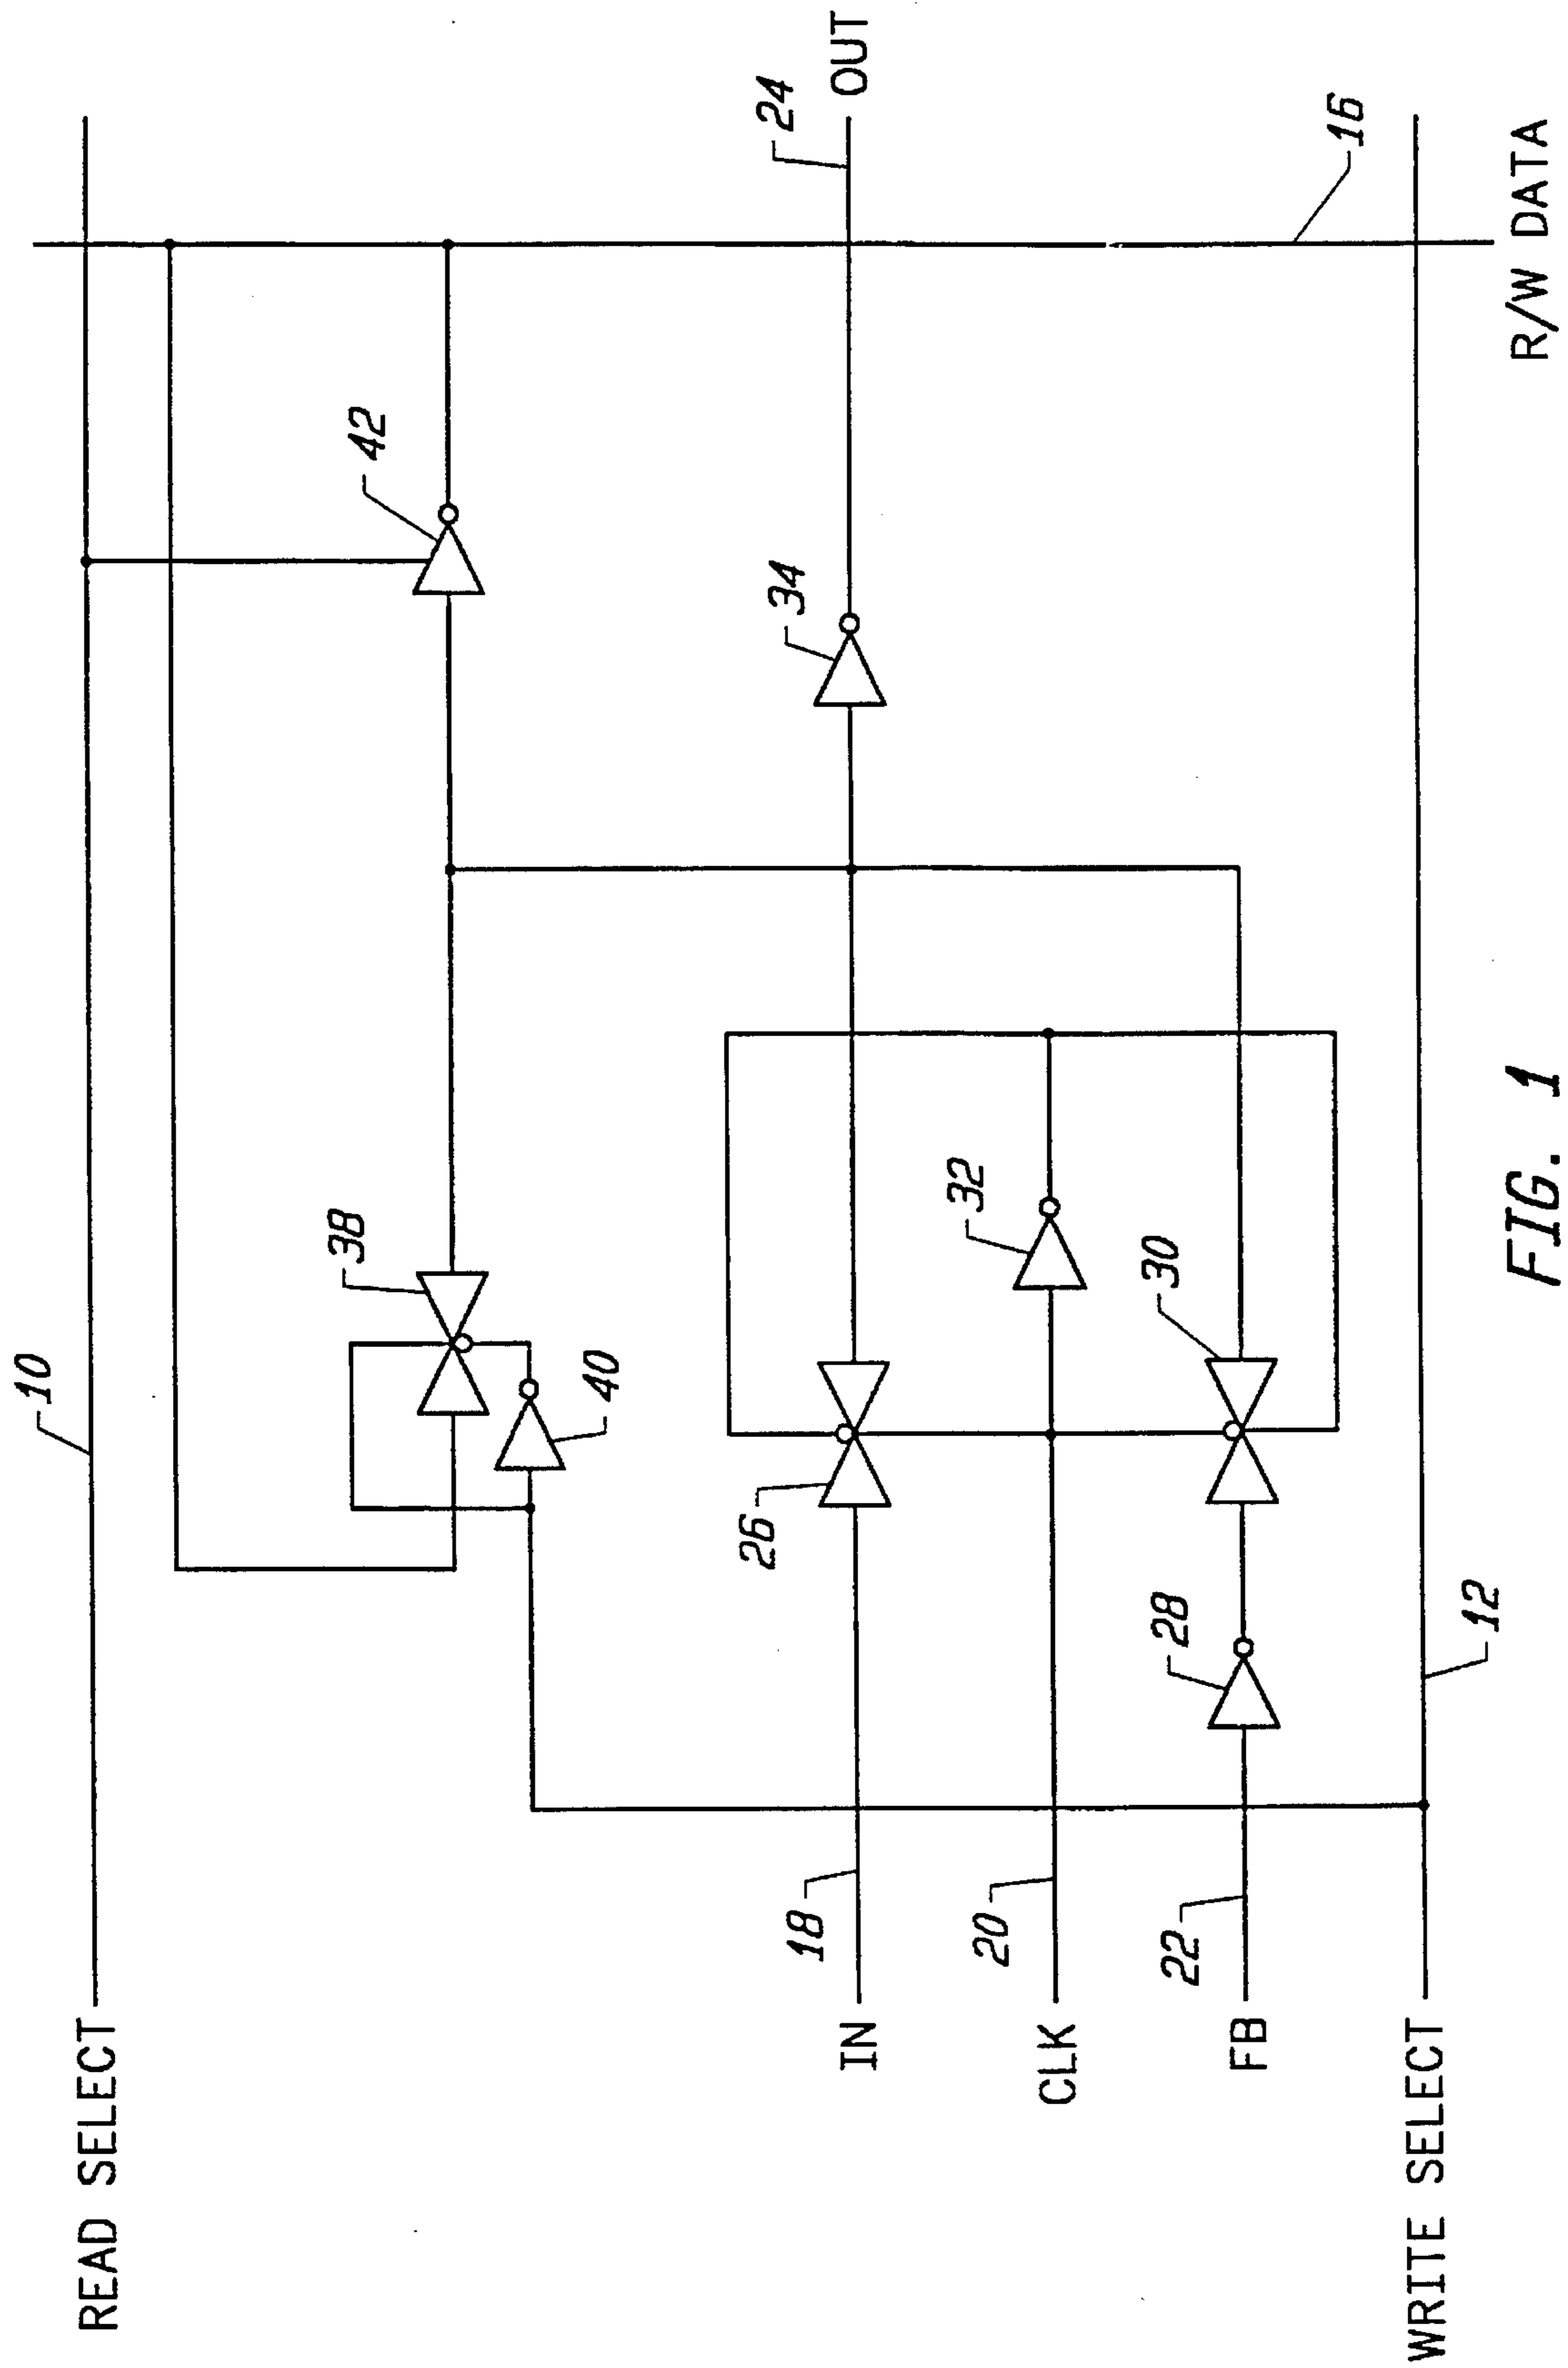 READ SELECT
10
38
40
42
IN
18
26
34
24
OUT
CLK
20
32
FB
22
28
30
WRITE SELECT
12
16
R/W DATA
FIG. 1